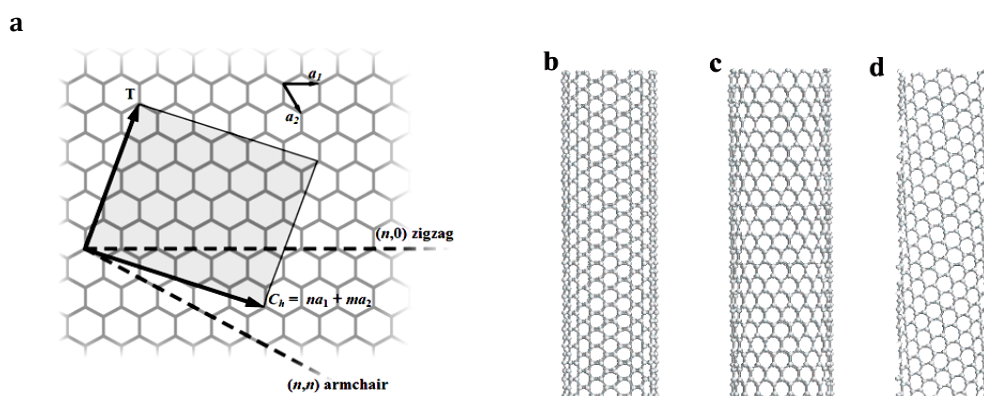 a
T
a1
a2
(n,0) zigzag
Ch = na1 + ma2
(n,n) armchair
b
c
d